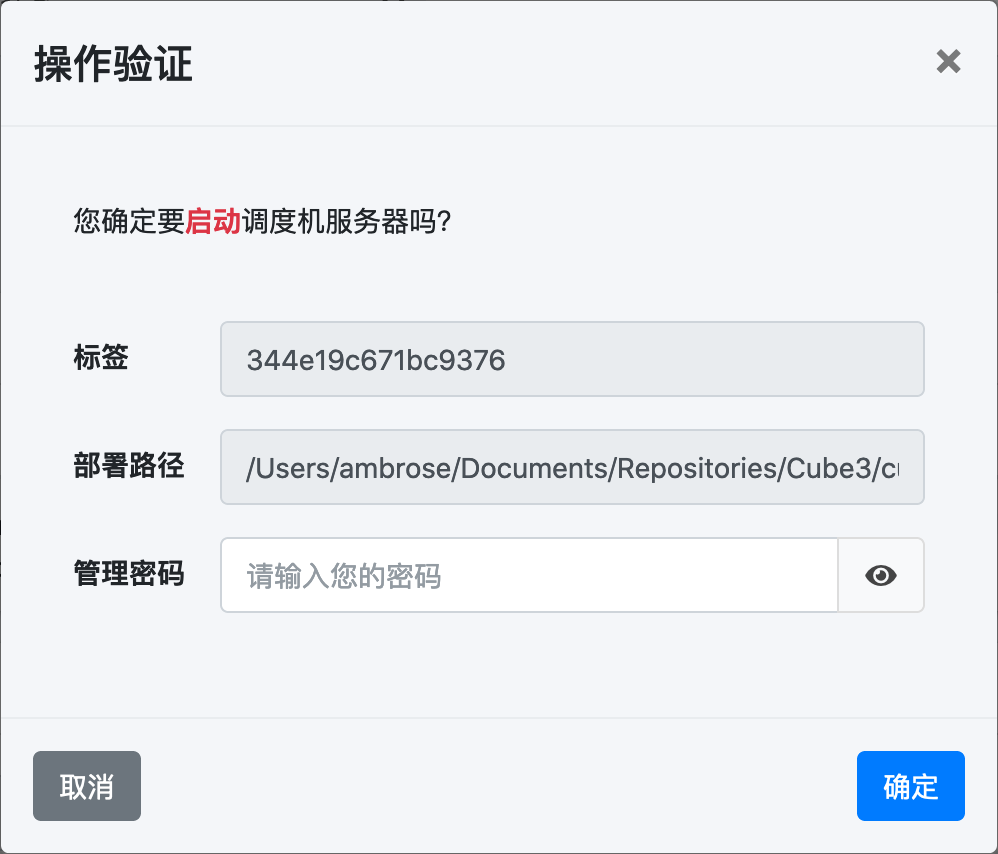 操作验证
您确定要启动调度机服务器吗?
标签
344e19c671bc9376
部署路径
/Users/ambrose/Documents/Repositories/Cube3/cu
管理密码
请输入您的密码
取消
确定